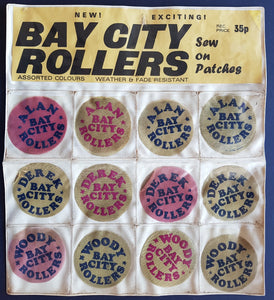 NEW! EXCITING!
BAY CITY
ROLLERS
Sew
on
Patches
REC.
PRICE 35p
ASSORTED COLOURS WEATHER & FADE RESISTANT
ALAN
BAY
CITY
ROLLERS
ALAN
BAY
CITY
ROLLERS
ALAN
BAY
CITY
ROLLERS
ALAN
BAY
CITY
ROLLERS
DEREK
BAY
CITY
ROLLERS
DEREK
BAY
CITY
ROLLERS
DEREK
BAY
CITY
ROLLERS
DEREK
BAY
CITY
ROLLERS
WOODY
BAY
CITY
ROLLERS
WOODY
BAY
CITY
ROLLERS
WOODY
BAY
CITY
ROLLERS
WOODY
BAY
CITY
ROLLERS